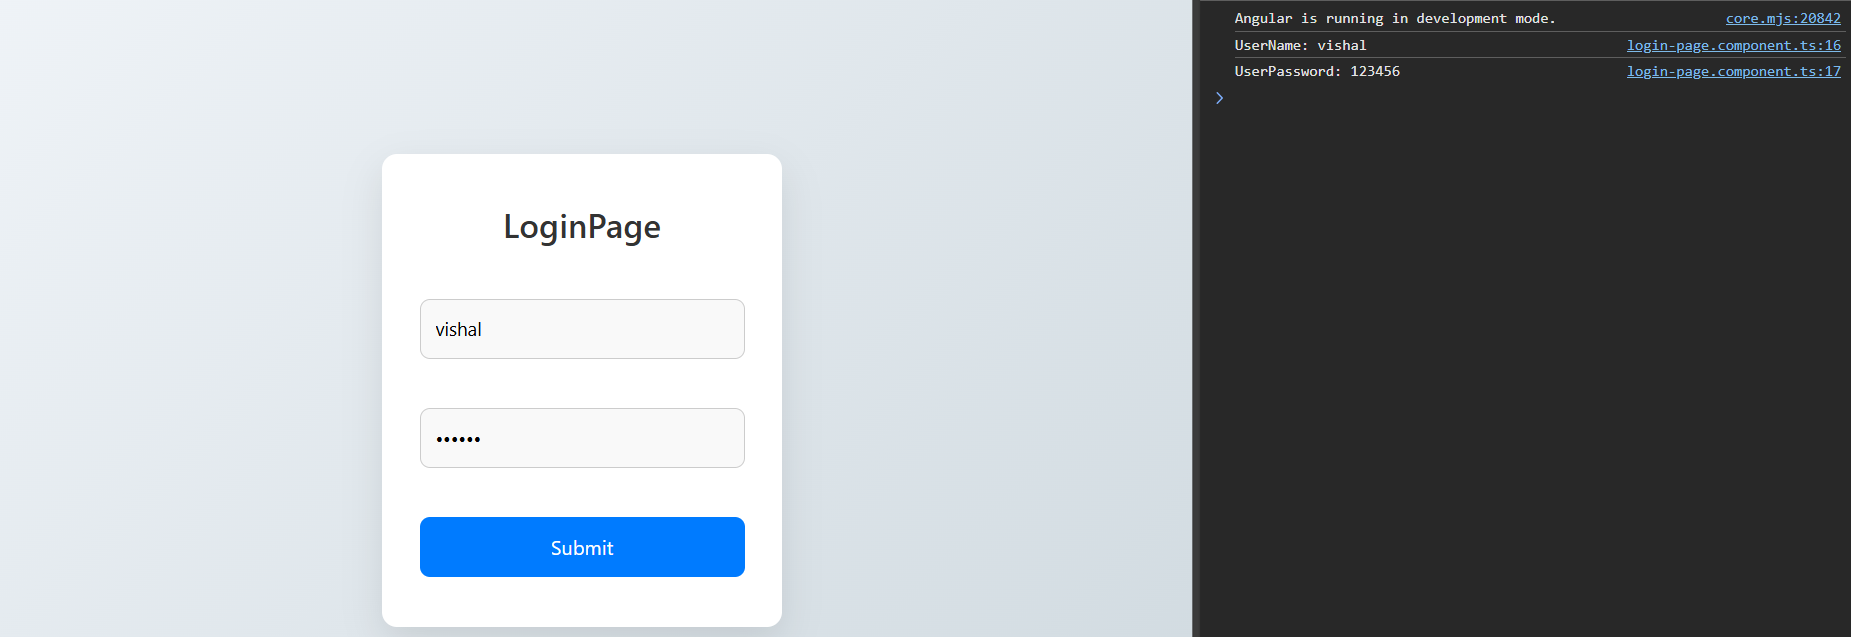 LoginPage
vishal
••••••
Submit
Angular is running in development mode. core.mjs:20842
UserName: vishal login-page.component.ts:16
UserPassword: 123456 login-page.component.ts:17